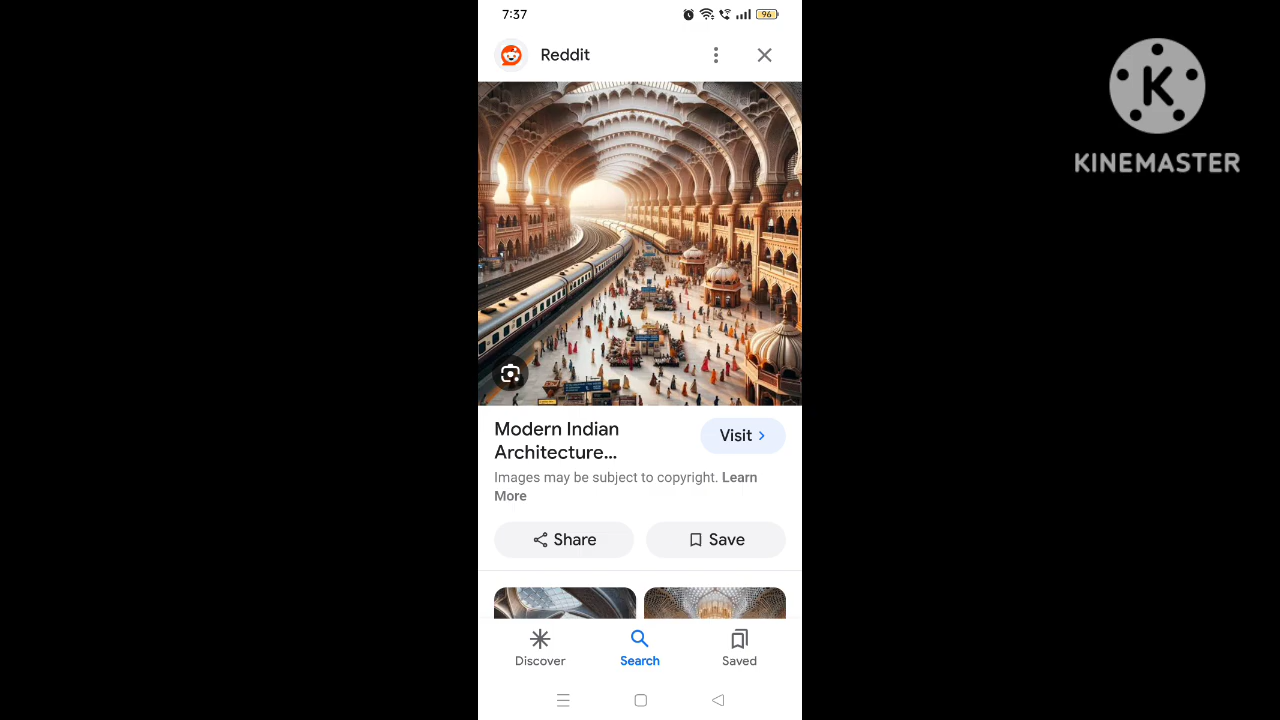 7:37
96
Reddit
K
KINEMASTER
Modern Indian
Architecture...
Visit
Images may be subject to copyright. Learn
More
Share
Save
Discover
Search
Saved